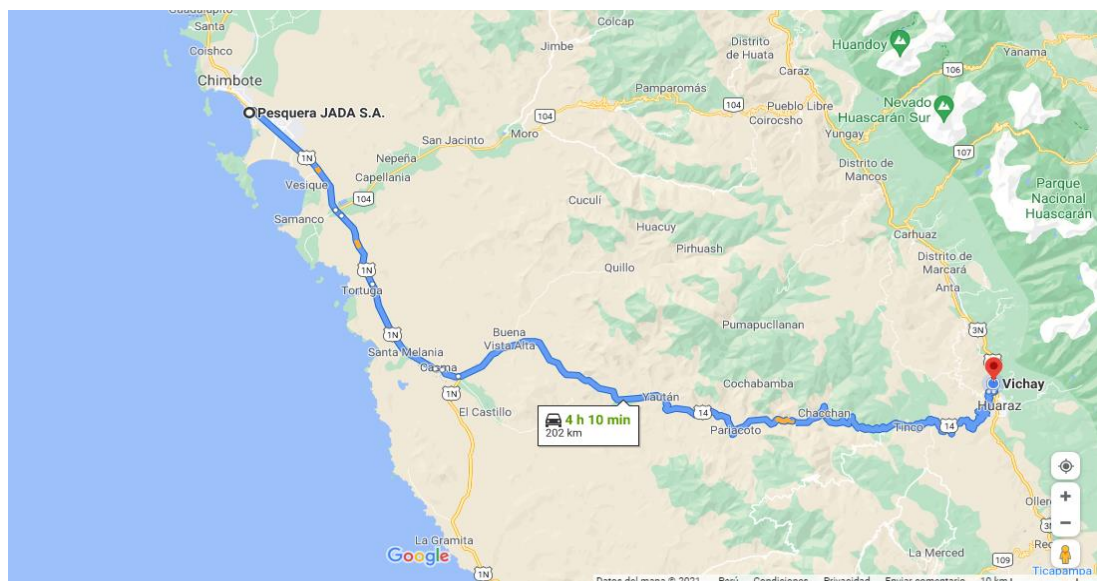 Guadalupito
Santa
Coishco
Chimbote
Pesquera JADA S.A.
1N
Vesique
Samanco
Nepeña
Capellania
104
San Jacinto
Moro
104
Jimbe
Colcap
Pamparomás
104
Distrito
de Huata
Caraz
Pueblo Libre
Coirocsho
Yungay
Huandoy
106
Yanama
Nevado
Huascarán Sur
107
Distrito de
Mancos
Parque
Nacional
Huascarán
Cuculí
Huacuy
Pirhuash
Quillo
Carhuaz
Distrito de
Marcará
Anta
3N
1N
Tortuga
1N
Santa Melania
Casma
1N
El Castillo
Buena
Vista Alta
Pumapucllanan
Cochabamba
Yaután
14
Pariacoto
Chacchan
Tinco
14
Vichay
Huaraz
4 h 10 min
202 km
La Gramita
1N
Google
La Merced
109
3N
Ticapampa
Datos del mapa © 2021
Perú
Condiciones
Privacidad
Enviar comentario
10 km